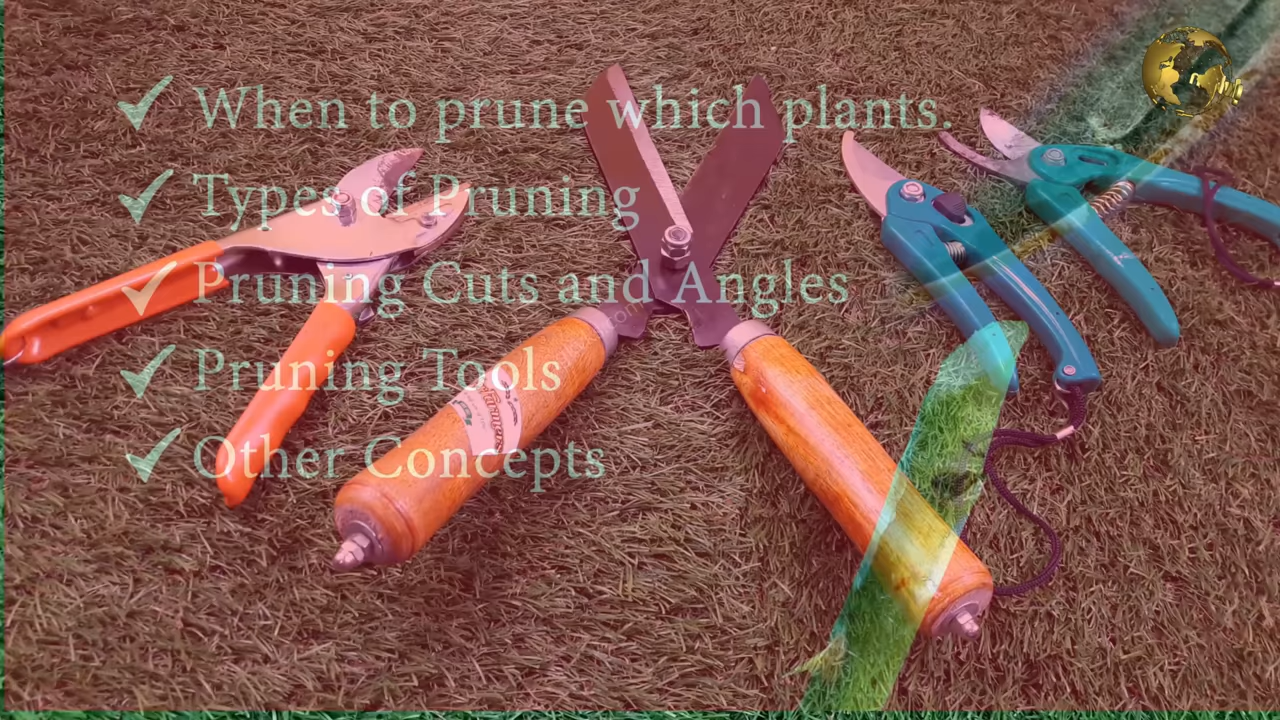 When to prune which plants.
Types of Pruning
Pruning Cuts and Angles
Pruning Tools
Other Concepts